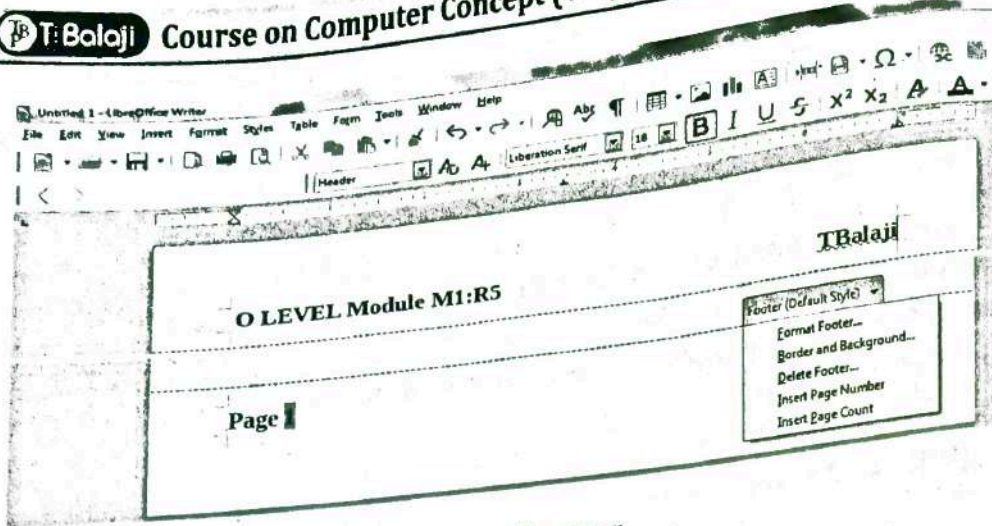 T Balaji Course on Computer Concept
Untitled 1 - LibreOffice Writer
File Edit View Insert Format Styles Table Form Tools Window Help
Header
Liberation Serif
18
B I U S X² X₂ A A
O LEVEL Module M1:R5
TBalaji
Footer (Default Style)
Format Footer...
Border and Background...
Delete Footer...
Insert Page Number
Insert Page Count
Page 1